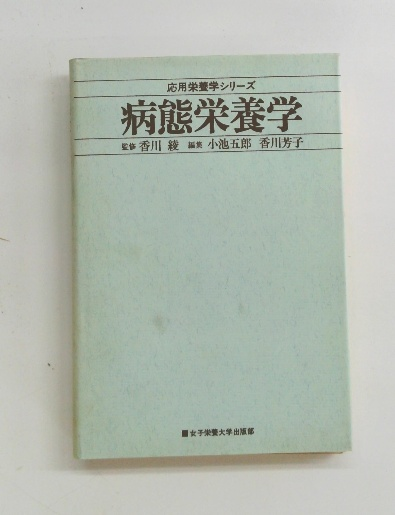 応用栄養学シリーズ
病態栄養学
監修 香川 綾 編集 小池五郎 香川芳子
■女子栄養大学出版部